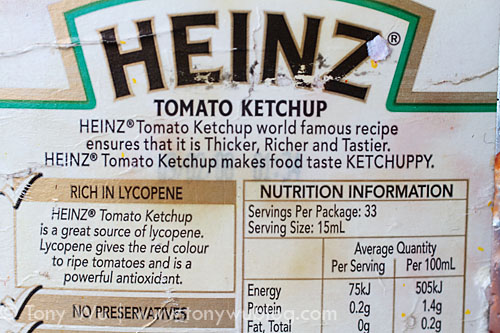 HEINZ®
TOMATO KETCHUP
HEINZ® Tomato Ketchup world famous recipe
ensures that it is Thicker, Richer and Tastier.
HEINZ® Tomato Ketchup makes food taste KETCHUPPY.
RICH IN LYCOPENE
HEINZ® Tomato Ketchup
is a great source of lycopene.
Lycopene gives the red colour
to ripe tomatoes and is a
powerful antioxidant.
NO PRESERVATIVES
NUTRITION INFORMATION
Servings Per Package: 33
Serving Size: 15mL
Average Quantity
Per Serving Per 100mL
Energy 75kJ 505kJ
Protein 0.2g 1.4g
Fat, Total 0g 0.2g
© Tony